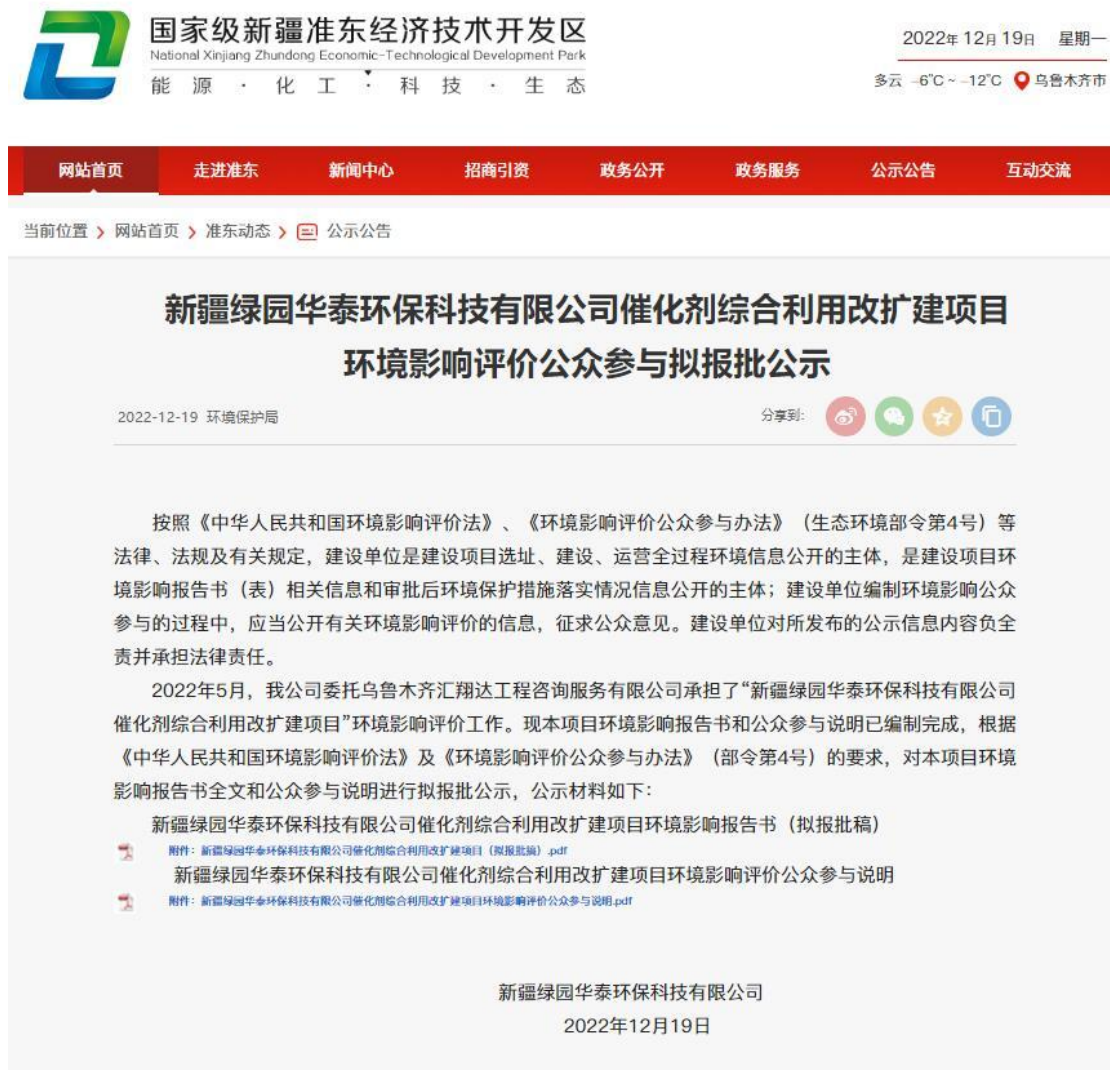 国家级新疆准东经济技术开发区
National Xinjiang Zhundong Economic-Technological Development Park
能 源 · 化 工 · 科 技 · 生 态
2022年 12月 19日 星期一
多云 -6℃ ~ -12℃ 乌鲁木齐市
网站首页 走进准东 新闻中心 招商引资 政务公开 政务服务 公示公告 互动交流
当前位置 > 网站首页 > 准东动态 > 公示公告
新疆绿园华泰环保科技有限公司催化剂综合利用改扩建项目
环境影响评价公众参与拟报批公示
2022-12-19 环境保护局
分享到:
按照《中华人民共和国环境影响评价法》、《环境影响评价公众参与办法》（生态环境部令第4号）等
法律、法规及有关规定，建设单位是建设项目选址、建设、运营全过程环境信息公开的主体，是建设项目环
境影响报告书（表）相关信息和审批后环境保护措施落实情况信息公开的主体；建设单位编制环境影响公众
参与的过程中，应当公开有关环境影响评价的信息，征求公众意见。建设单位对所发布的公示信息内容负全
责并承担法律责任。
2022年5月，我公司委托乌鲁木齐汇翔达工程咨询服务有限公司承担了“新疆绿园华泰环保科技有限公司
催化剂综合利用改扩建项目”环境影响评价工作。现本项目环境影响报告书和公众参与说明已编制完成，根据
《中华人民共和国环境影响评价法》及《环境影响评价公众参与办法》（部令第4号）的要求，对本项目环境
影响报告书全文和公众参与说明进行拟报批公示，公示材料如下：
新疆绿园华泰环保科技有限公司催化剂综合利用改扩建项目环境影响报告书（拟报批稿）
附件：新疆绿园华泰环保科技有限公司催化剂综合利用改扩建项目（拟报批搞）.pdf
新疆绿园华泰环保科技有限公司催化剂综合利用改扩建项目环境影响评价公众参与说明
附件：新疆绿园华泰环保科技有限公司催化剂综合利用改扩建项目环境影响评价公众参与说明.pdf
新疆绿园华泰环保科技有限公司
2022年12月19日